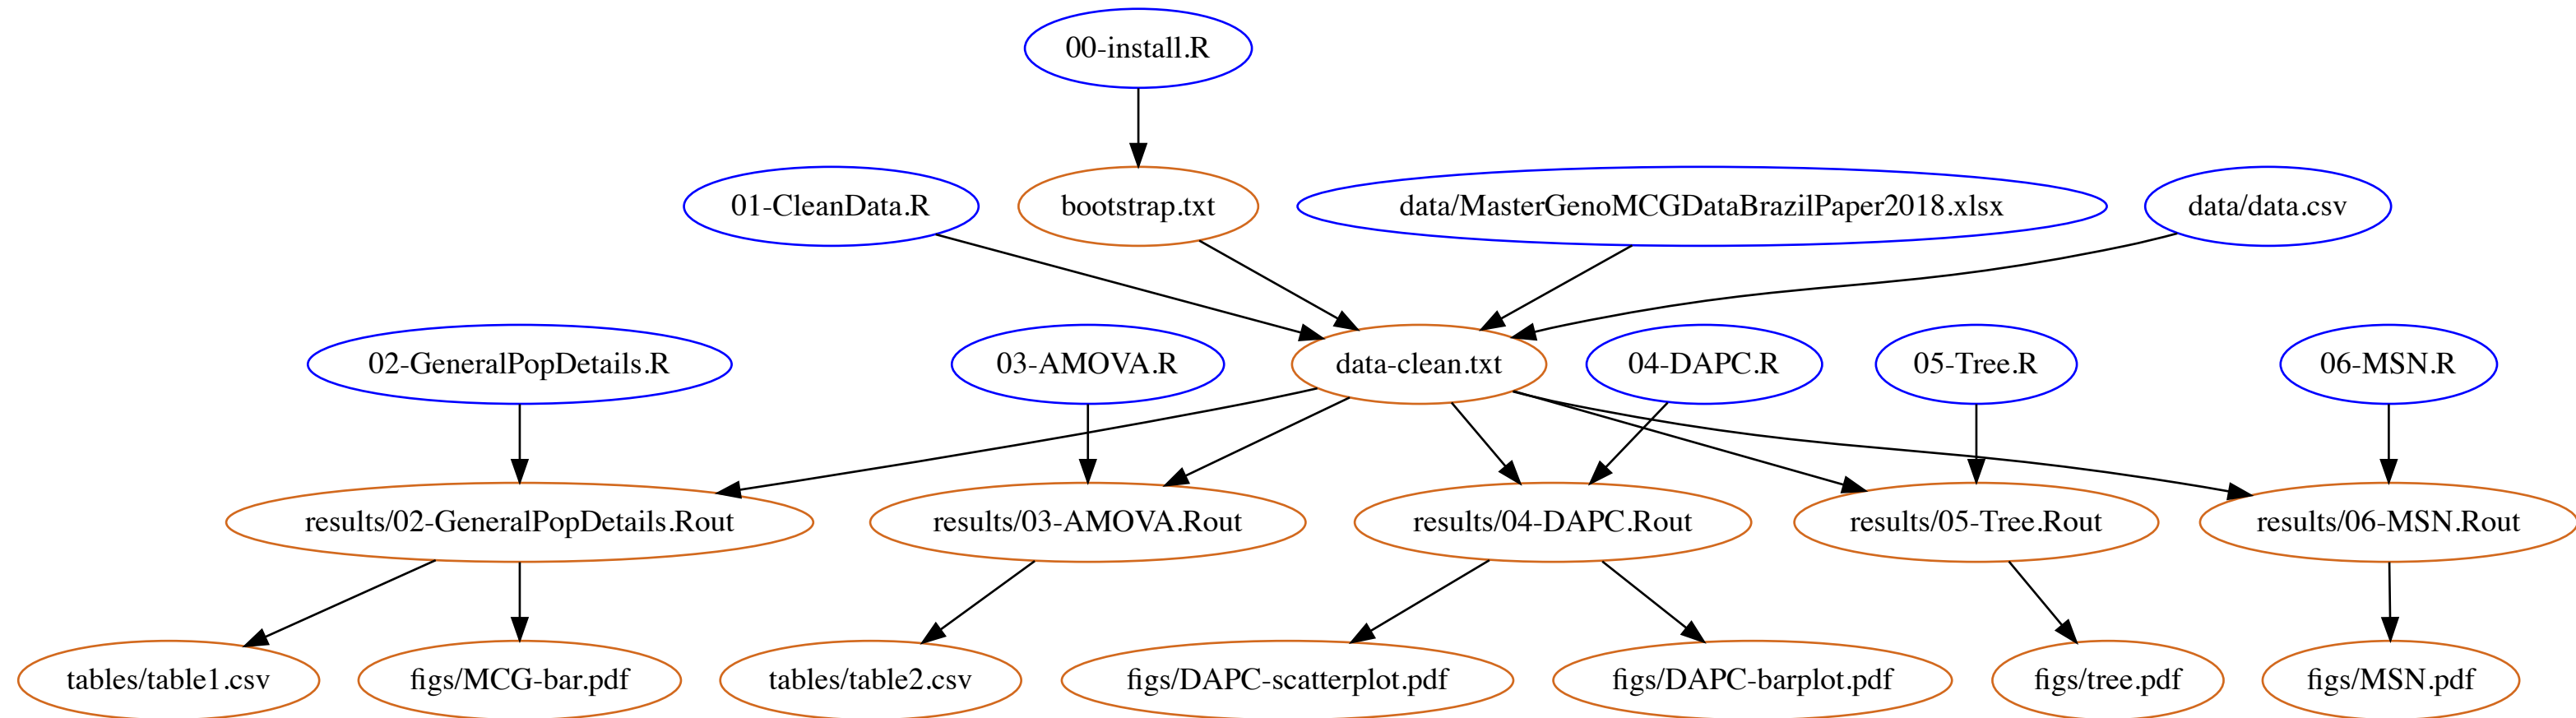 00-install.R
01-CleanData.R
bootstrap.txt
data/MasterGenoMCGDataBrazilPaper2018.xlsx
data/data.csv
02-GeneralPopDetails.R
03-AMOVA.R
data-clean.txt
04-DAPC.R
05-Tree.R
06-MSN.R
results/02-GeneralPopDetails.Rout
results/03-AMOVA.Rout
results/04-DAPC.Rout
results/05-Tree.Rout
results/06-MSN.Rout
tables/table1.csv
figs/MCG-bar.pdf
tables/table2.csv
figs/DAPC-scatterplot.pdf
figs/DAPC-barplot.pdf
figs/tree.pdf
figs/MSN.pdf